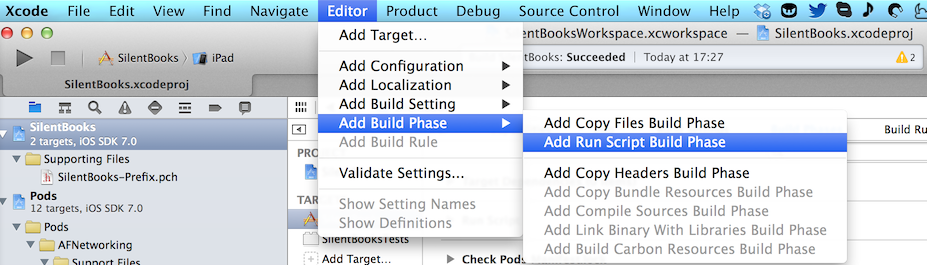 Xcode File Edit View Find Navigate Editor Product Debug Source Control Window Help
SilentBooksWorkspace.xcworkspace — SilentBooks.xcodeproj
SilentBooks iPad
SilentBooks: Succeeded Today at 17:27 2
SilentBooks.xcodeproj
Add Target...
Add Configuration
Add Localization
Add Build Setting
Add Build Phase
Add Build Rule
Validate Settings...
Show Setting Names
Show Definitions
Add Copy Files Build Phase
Add Run Script Build Phase
Add Copy Headers Build Phase
Add Copy Bundle Resources Build Phase
Add Compile Sources Build Phase
Add Link Binary With Libraries Build Phase
Add Build Carbon Resources Build Phase
SilentBooks
2 targets, iOS SDK 7.0
Supporting Files
SilentBooks-Prefix.pch
Pods
12 targets, iOS SDK 7.0
Pods
AFNetworking
Support Files
PRO
TARG
SilentBooksTests
Add Target...
Build Ru
Check Pods